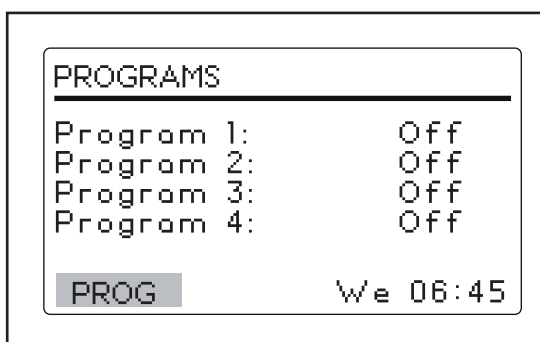 PROGRAMS
Program 1: Off
Program 2: Off
Program 3: Off
Program 4: Off
PROG We 06:45